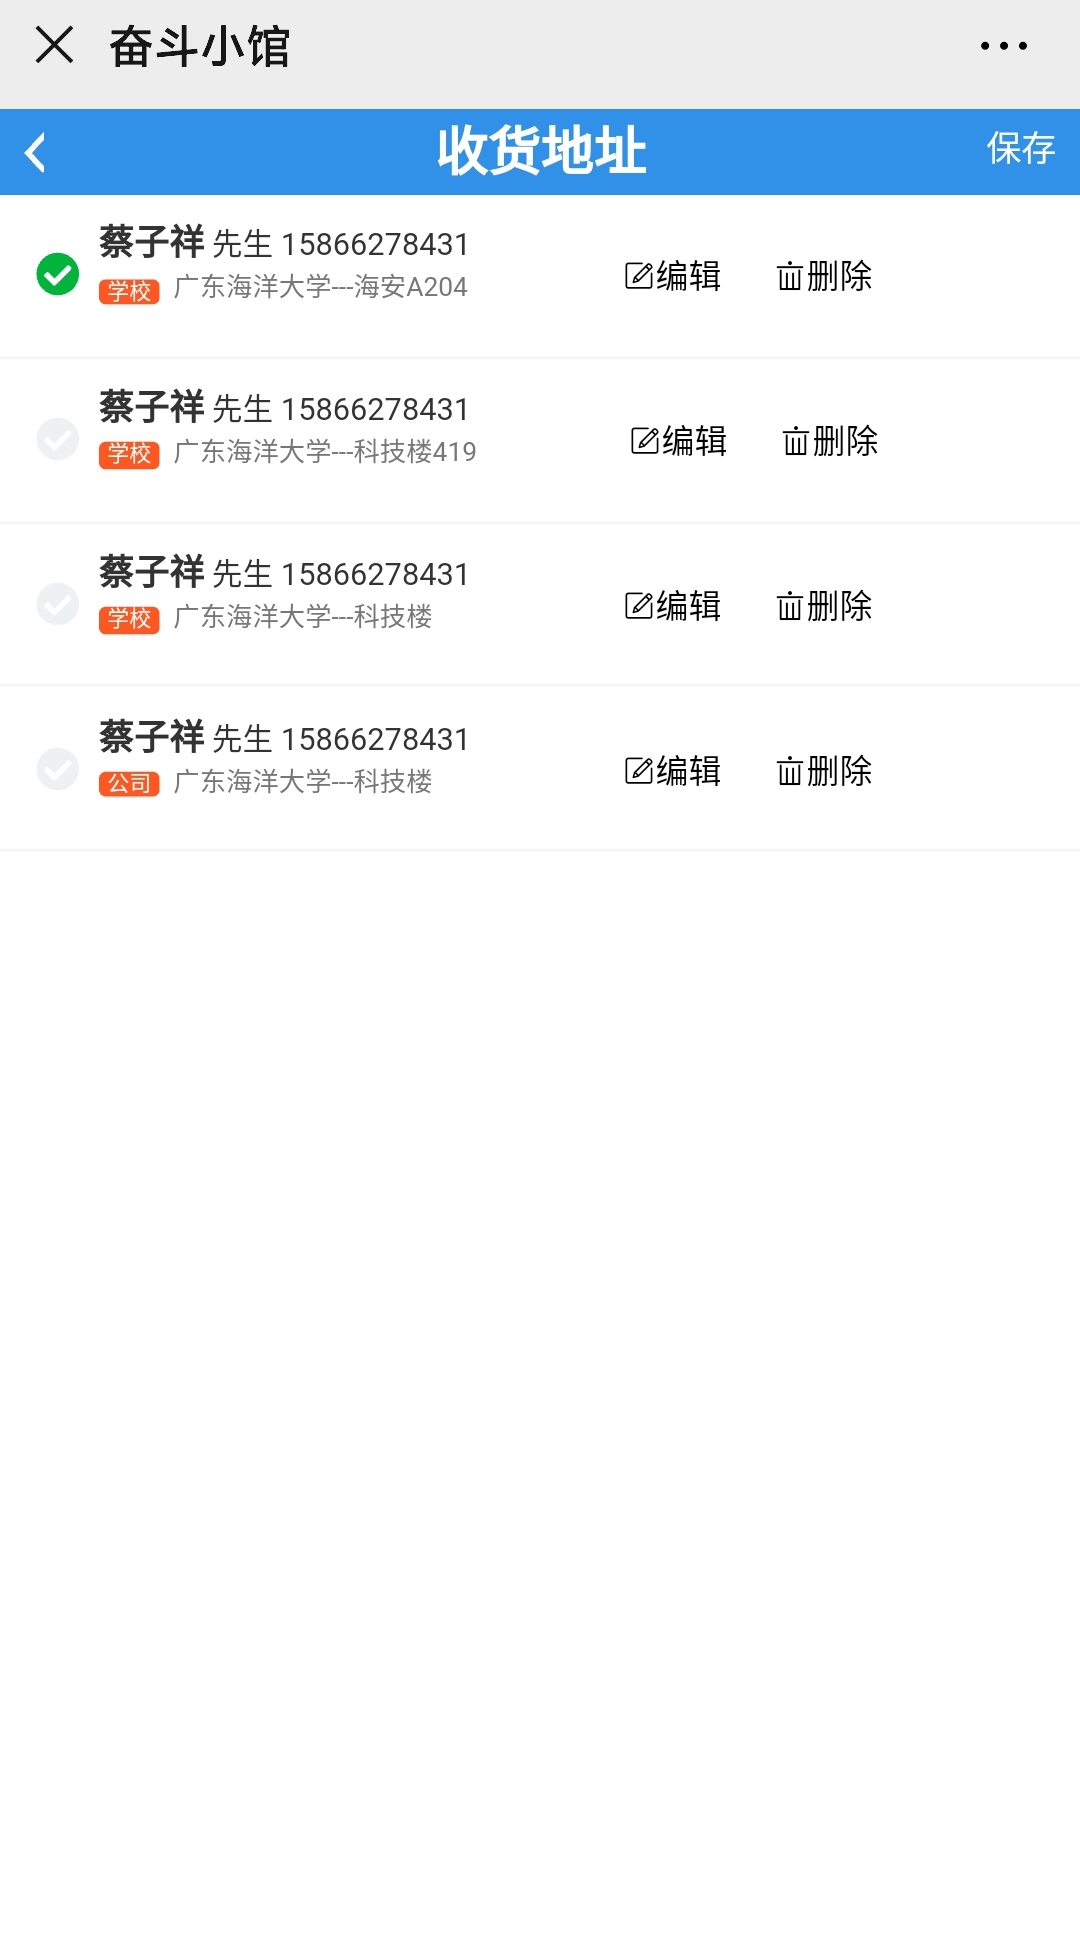 奋斗小馆
收货地址 保存
蔡子祥 先生 15866278431
学校 广东海洋大学---海安A204
编辑 删除
蔡子祥 先生 15866278431
学校 广东海洋大学---科技楼419
编辑 删除
蔡子祥 先生 15866278431
学校 广东海洋大学---科技楼
编辑 删除
蔡子祥 先生 15866278431
公司 广东海洋大学---科技楼
编辑 删除